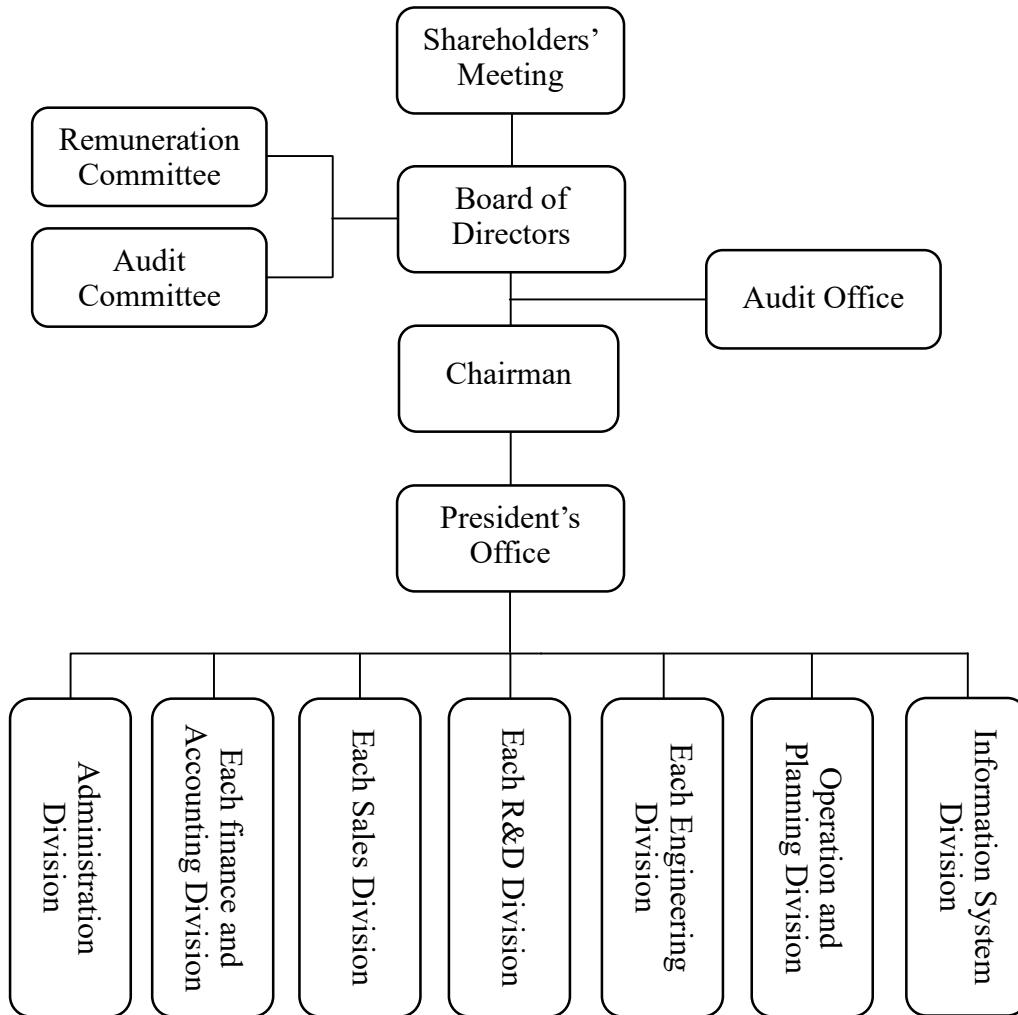 Shareholders’
Meeting
Remuneration
Committee
Board of
Directors
Audit
Committee
Audit Office
Chairman
President’s
Office
Administration
Division
Each finance and
Accounting Division
Each Sales Division
Each R&D Division
Each Engineering
Division
Operation and
Planning Division
Information System
Division